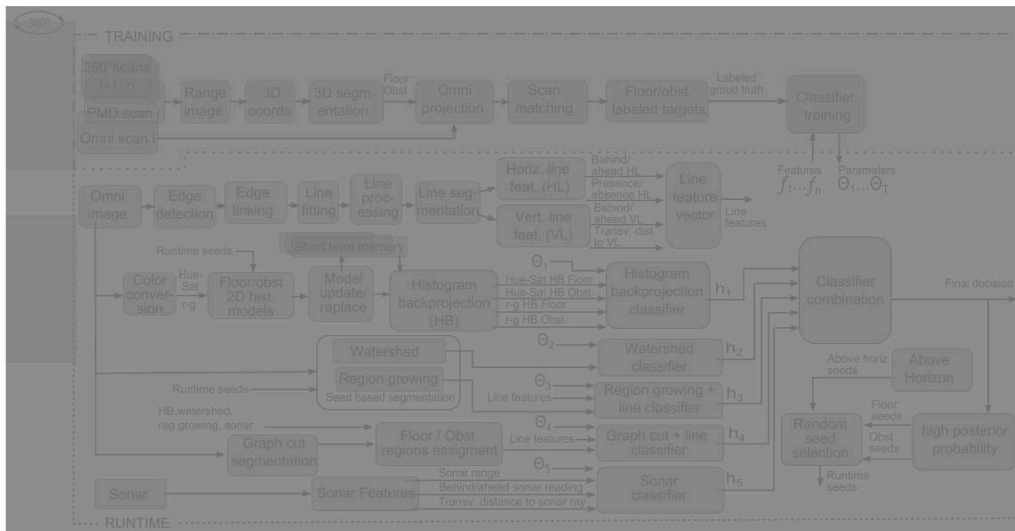 360°
TRAINING
360°scans
i=1..n
PMD scan i
Omni scan i
Range
image
3D
coords
3D segm-
entation
Floor
Obst
Omni
projection
Scan
matching
Floor/obst.
labeled targets
Labeled
groud truth
Classifier
training
Features
f1...fn
Parameters
Θ1...ΘT
Omni
image
Edge
detection
Edge
linking
Line
fitting
Line
proc-
essing
Line seg-
mentation
Horiz. line
feat. (HL)
Vert. line
feat. (VL)
Behind/
ahead HL
Presence/
absence HL
Behind/
ahead VL
Transv. dist
to VL
Line
feature
vector
Line
features
Runtime seeds
Short term memory
Color
conver-
sion
Hue-
Sat
r-g
Floor/obst
2D hist.
models
Model
update/
replace
Histogram
backprojection
(HB)
Hue-Sat HB Floor
Hue-Sat HB Obst
r-g HB Floor
r-g HB Obst.
Θ1
Histogram
backprojection
classifier
h1
Classifier
combination
Final decision
Watershed
Region growing
Seed based segmentation
Runtime seeds
Θ2
Watershed
classifier
h2
Θ3
Line features
Region growing +
line classifier
h3
Above horiz
seeds
Above
Horizon
HB,watershed,
reg growing, sonar
Graph cut
segmentation
Floor / Obst.
regions assigment
Θ4
Line features
Graph cut + line
classifier
h4
Random
seed
selection
Floor
seeds
Obst
seeds
high posterior
probability
Runtime
seeds
Sonar
Sonar Features
Sonar range
Behind/ahead sonar reading
Transv. distance to sonar ray
Θ5
Sonar
classifier
h5
RUNTIME